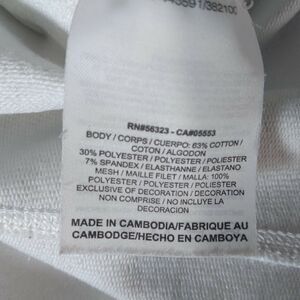 RN#56323 - CA#05553
BODY / CORPS / CUERPO: 63% COTTON /
COTON / ALGODON
30% POLYESTER / POLYESTER / POLIESTER
7% SPANDEX / ELASTHANNE / ELASTANO
MESH / MAILLE FILET / MALLA: 100%
POLYESTER / POLYESTER / POLIESTER
EXCLUSIVE OF DECORATION / DECORATION
NON COMPRISE / NO INCLUYE LA
DECORACION
MADE IN CAMBODIA/FABRIQUE AU
CAMBODGE/HECHO EN CAMBOYA